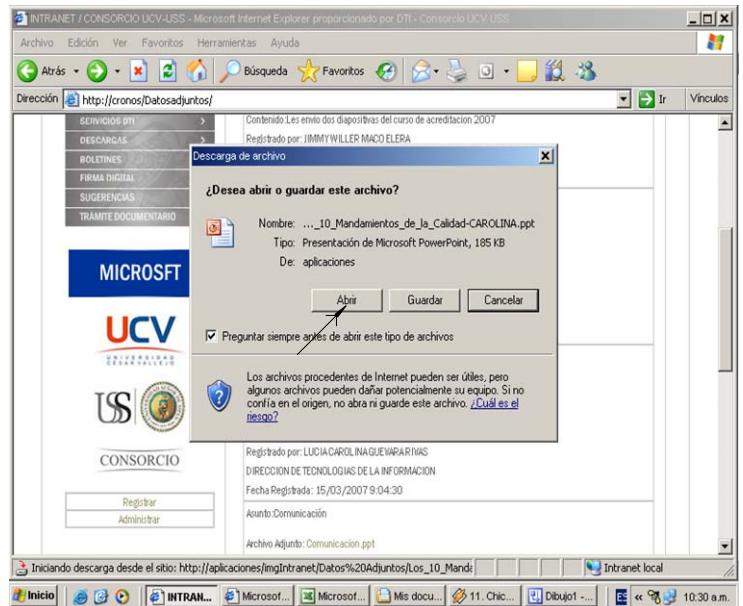 INTRANET / CONSORCIO UCV-USS - Microsoft Internet Explorer proporcionado por DTI - Consorcio UCV USS
Archivo Edición Ver Favoritos Herramientas Ayuda
Atrás Búsqueda Favoritos
Dirección http://cronos/Datosadjuntos/ Ir Vínculos
SERVICIOS DTI >
DESCARGAS >
BOLETINES
FIRMA DIGITAL
SUGERENCIAS
TRÁMITE DOCUMENTARIO
Contenido:Les envio dos diapositivas del curso de acreditacion 2007
Registrado por: JIMMY WILLER MACO ELERA
Descarga de archivo
¿Desea abrir o guardar este archivo?
Nombre: ..._10_Mandamientos_de_la_Calidad-CAROLINA.ppt
Tipo: Presentación de Microsoft PowerPoint, 185 KB
De: aplicaciones
Abrir Guardar Cancelar
Preguntar siempre antes de abrir este tipo de archivos
Los archivos procedentes de Internet pueden ser útiles, pero
algunos archivos pueden dañar potencialmente su equipo. Si no
confía en el origen, no abra ni guarde este archivo. ¿Cuál es el
riesgo?
MICROSFT
UCV
UNIVERSIDAD
CÉSAR VALLEJO
USS
CONSORCIO
Registrar
Administrar
Registrado por: LUCIA CAROLINA GUEVARA RIVAS
DIRECCION DE TECNOLOGIAS DE LA INFORMACION
Fecha Registrada: 15/03/2007 9:04:30
Asunto:Comunicación
Archivo Adjunto: Comunicacion.ppt
Iniciando descarga desde el sitio: http://aplicaciones/imgIntranet/Datos%20Adjuntos/Los_10_Manda Intranet local
Inicio INTRAN... Microsof... Microsof... Mis docu... 11. Chic... Dibujo1 -... ES « 10:30 a.m.